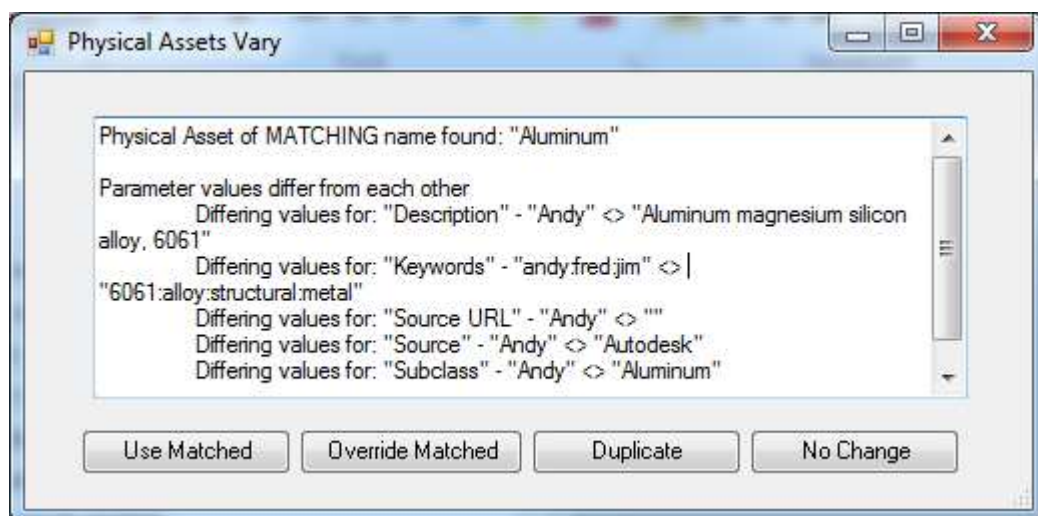 Physical Assets Vary
Physical Asset of MATCHING name found: "Aluminum"
Parameter values differ from each other
Differing values for: "Description" - "Andy" <> "Aluminum magnesium silicon
alloy, 6061"
Differing values for: "Keywords" - "andy:fred:jim" <>
"6061:alloy:structural:metal"
Differing values for: "Source URL" - "Andy" <> ""
Differing values for: "Source" - "Andy" <> "Autodesk"
Differing values for: "Subclass" - "Andy" <> "Aluminum"
Use Matched Override Matched Duplicate No Change